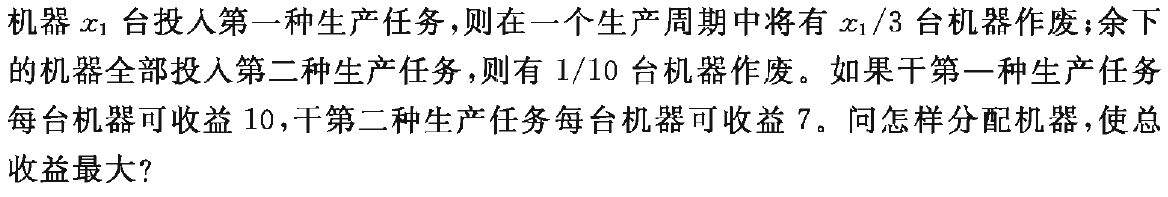 机器 x₁ 台投入第一种生产任务,则在一个生产周期中将有 x₁/3 台机器作废;余下
的机器全部投入第二种生产任务,则有 1/10 台机器作废。如果干第一种生产任务
每台机器可收益 10,干第二种生产任务每台机器可收益 7。问怎样分配机器,使总
收益最大?